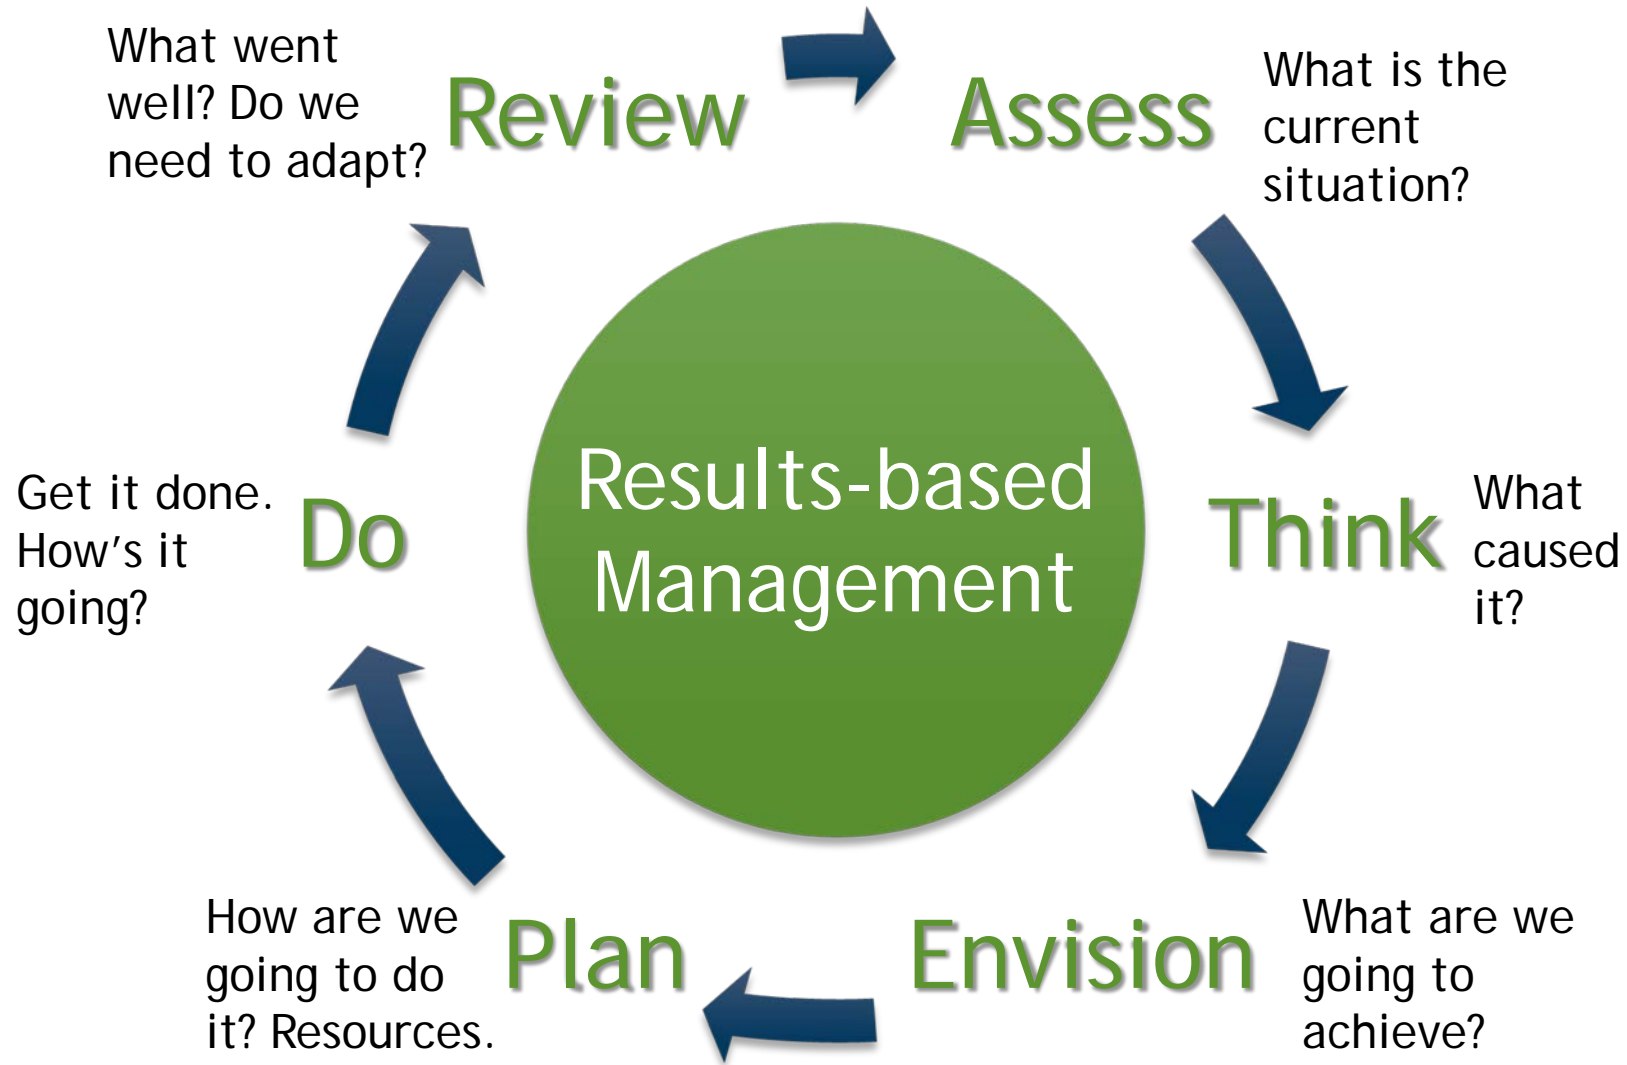 What went
well? Do we
need to adapt?
Review
Assess
What is the
current
situation?
Think
What
caused
it?
Envision
What are we
going to
achieve?
Plan
How are we
going to do
it? Resources.
Do
Get it done.
How's it
going?
Results-based
Management